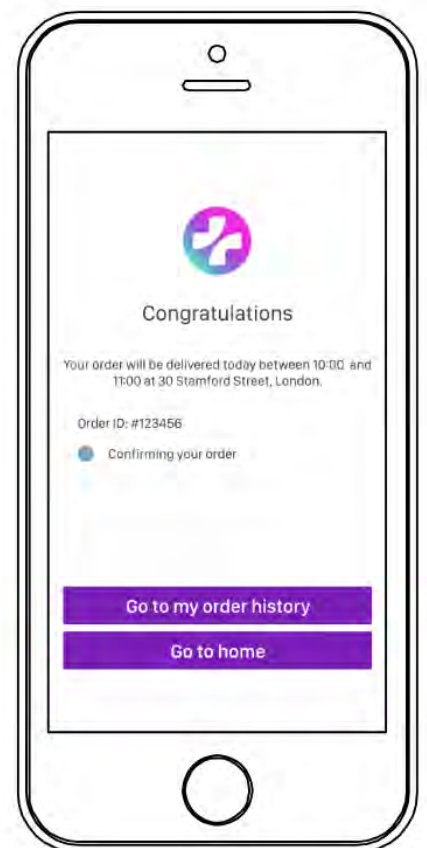 Congratulations
Your order will be delivered today between 10:00 and
11:00 at 30 Stamford Street, London.
Order ID: #123456
Confirming your order
Go to my order history
Go to home